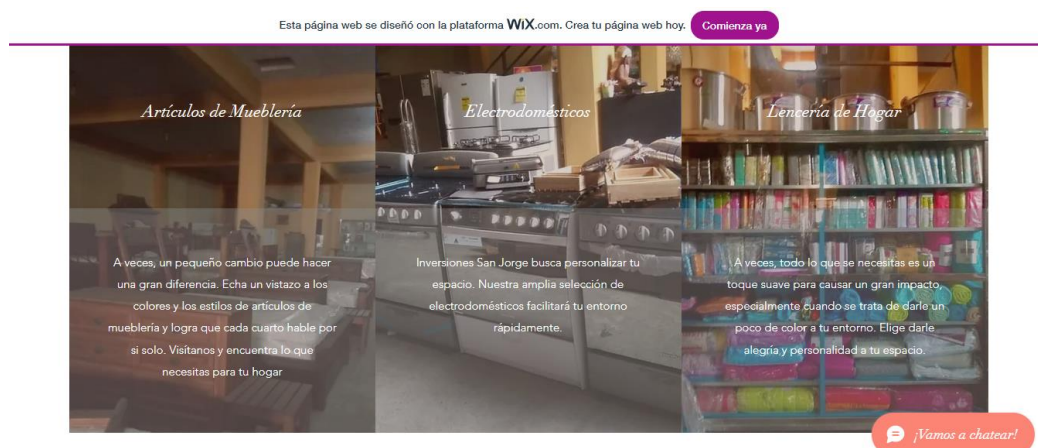 Esta página web se diseñó con la plataforma WiX.com. Crea tu página web hoy. Comienza ya
Artículos de Mueblería
A veces, un pequeño cambio puede hacer
una gran diferencia. Echa un vistazo a los
colores y los estilos de artículos de
mueblería y logra que cada cuarto hable por
si solo. Visítanos y encuentra lo que
necesitas para tu hogar
Electrodomésticos
Inversiones San Jorge busca personalizar tu
espacio. Nuestra amplia selección de
electrodomésticos facilitará tu entorno
rápidamente.
Lencería de Hogar
A veces, todo lo que se necesitas es un
toque suave para causar un gran impacto,
especialmente cuando se trata de darle un
poco de color a tu entorno. Elige darle
alegría y personalidad a tu espacio.
¡Vamos a chatear!